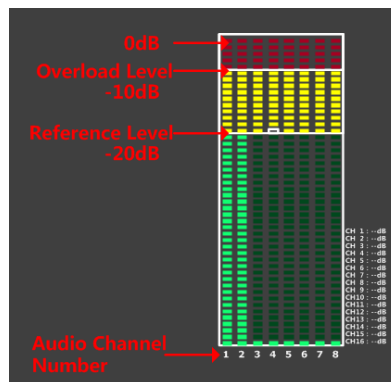 0dB
Overload Level
-10dB
Reference Level
-20dB
CH 1 : --dB
CH 2 : --dB
CH 3 : --dB
CH 4 : --dB
CH 5 : --dB
CH 6 : --dB
CH 7 : --dB
CH 8 : --dB
CH 9 : --dB
CH10 : --dB
CH11 : --dB
CH12 : --dB
CH13 : --dB
CH14 : --dB
CH15 : --dB
CH16 : --dB
Audio Channel
Number
1 2 3 4 5 6 7 8